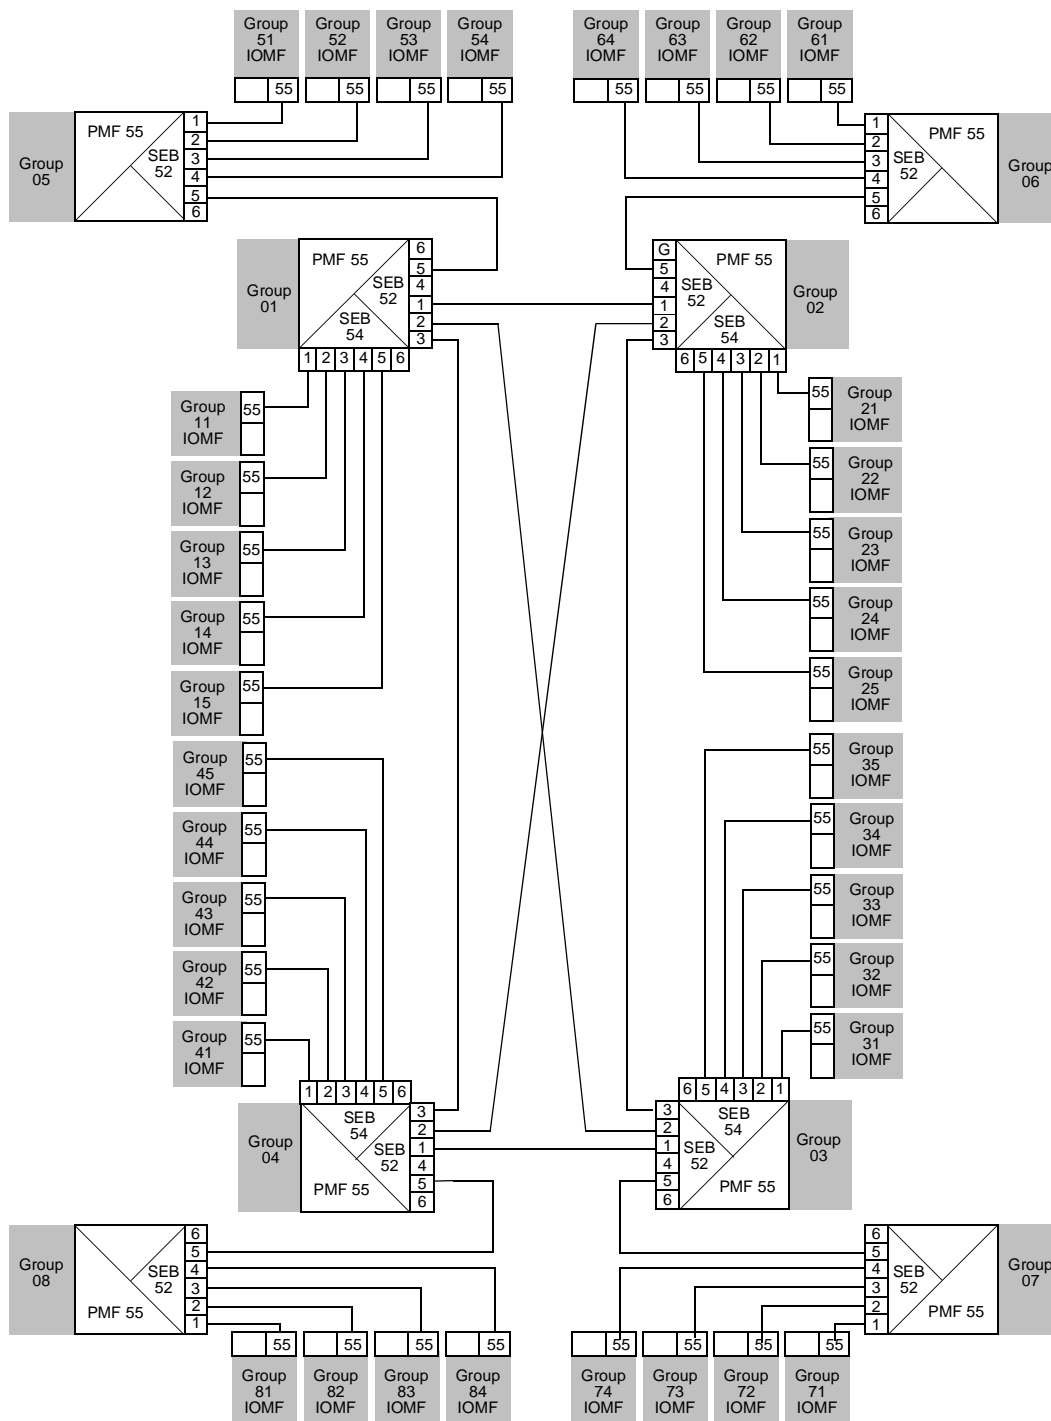 Group
51
IOMF
Group
52
IOMF
Group
53
IOMF
Group
54
IOMF
Group
64
IOMF
Group
63
IOMF
Group
62
IOMF
Group
61
IOMF
55
55
55
55
55
55
55
55
Group
05
PMF 55
SEB
52
1
2
3
4
5
6
1
2
3
4
5
6
SEB
52
PMF 55
Group
06
Group
01
PMF 55
SEB
52
SEB
54
6
5
4
1
2
3
1 2 3 4 5 6
G
5
4
1
2
3
SEB
52
PMF 55
SEB
54
6 5 4 3 2 1
Group
02
Group
11
IOMF
55
Group
12
IOMF
55
Group
13
IOMF
55
Group
14
IOMF
55
Group
15
IOMF
55
Group
45
IOMF
55
Group
44
IOMF
55
Group
43
IOMF
55
Group
42
IOMF
55
Group
41
IOMF
55
55
Group
21
IOMF
55
Group
22
IOMF
55
Group
23
IOMF
55
Group
24
IOMF
55
Group
25
IOMF
55
Group
35
IOMF
55
Group
34
IOMF
55
Group
33
IOMF
55
Group
32
IOMF
55
Group
31
IOMF
1 2 3 4 5 6
Group
04
SEB
54
SEB
52
PMF 55
3
2
1
4
5
6
6 5 4 3 2 1
3
2
1
4
5
6
SEB
54
SEB
52
PMF 55
Group
03
Group
08
SEB
52
PMF 55
6
5
4
3
2
1
6
5
4
3
2
1
SEB
52
PMF 55
Group
07
55
55
55
55
55
55
55
55
Group
81
IOMF
Group
82
IOMF
Group
83
IOMF
Group
84
IOMF
Group
74
IOMF
Group
73
IOMF
Group
72
IOMF
Group
71
IOMF